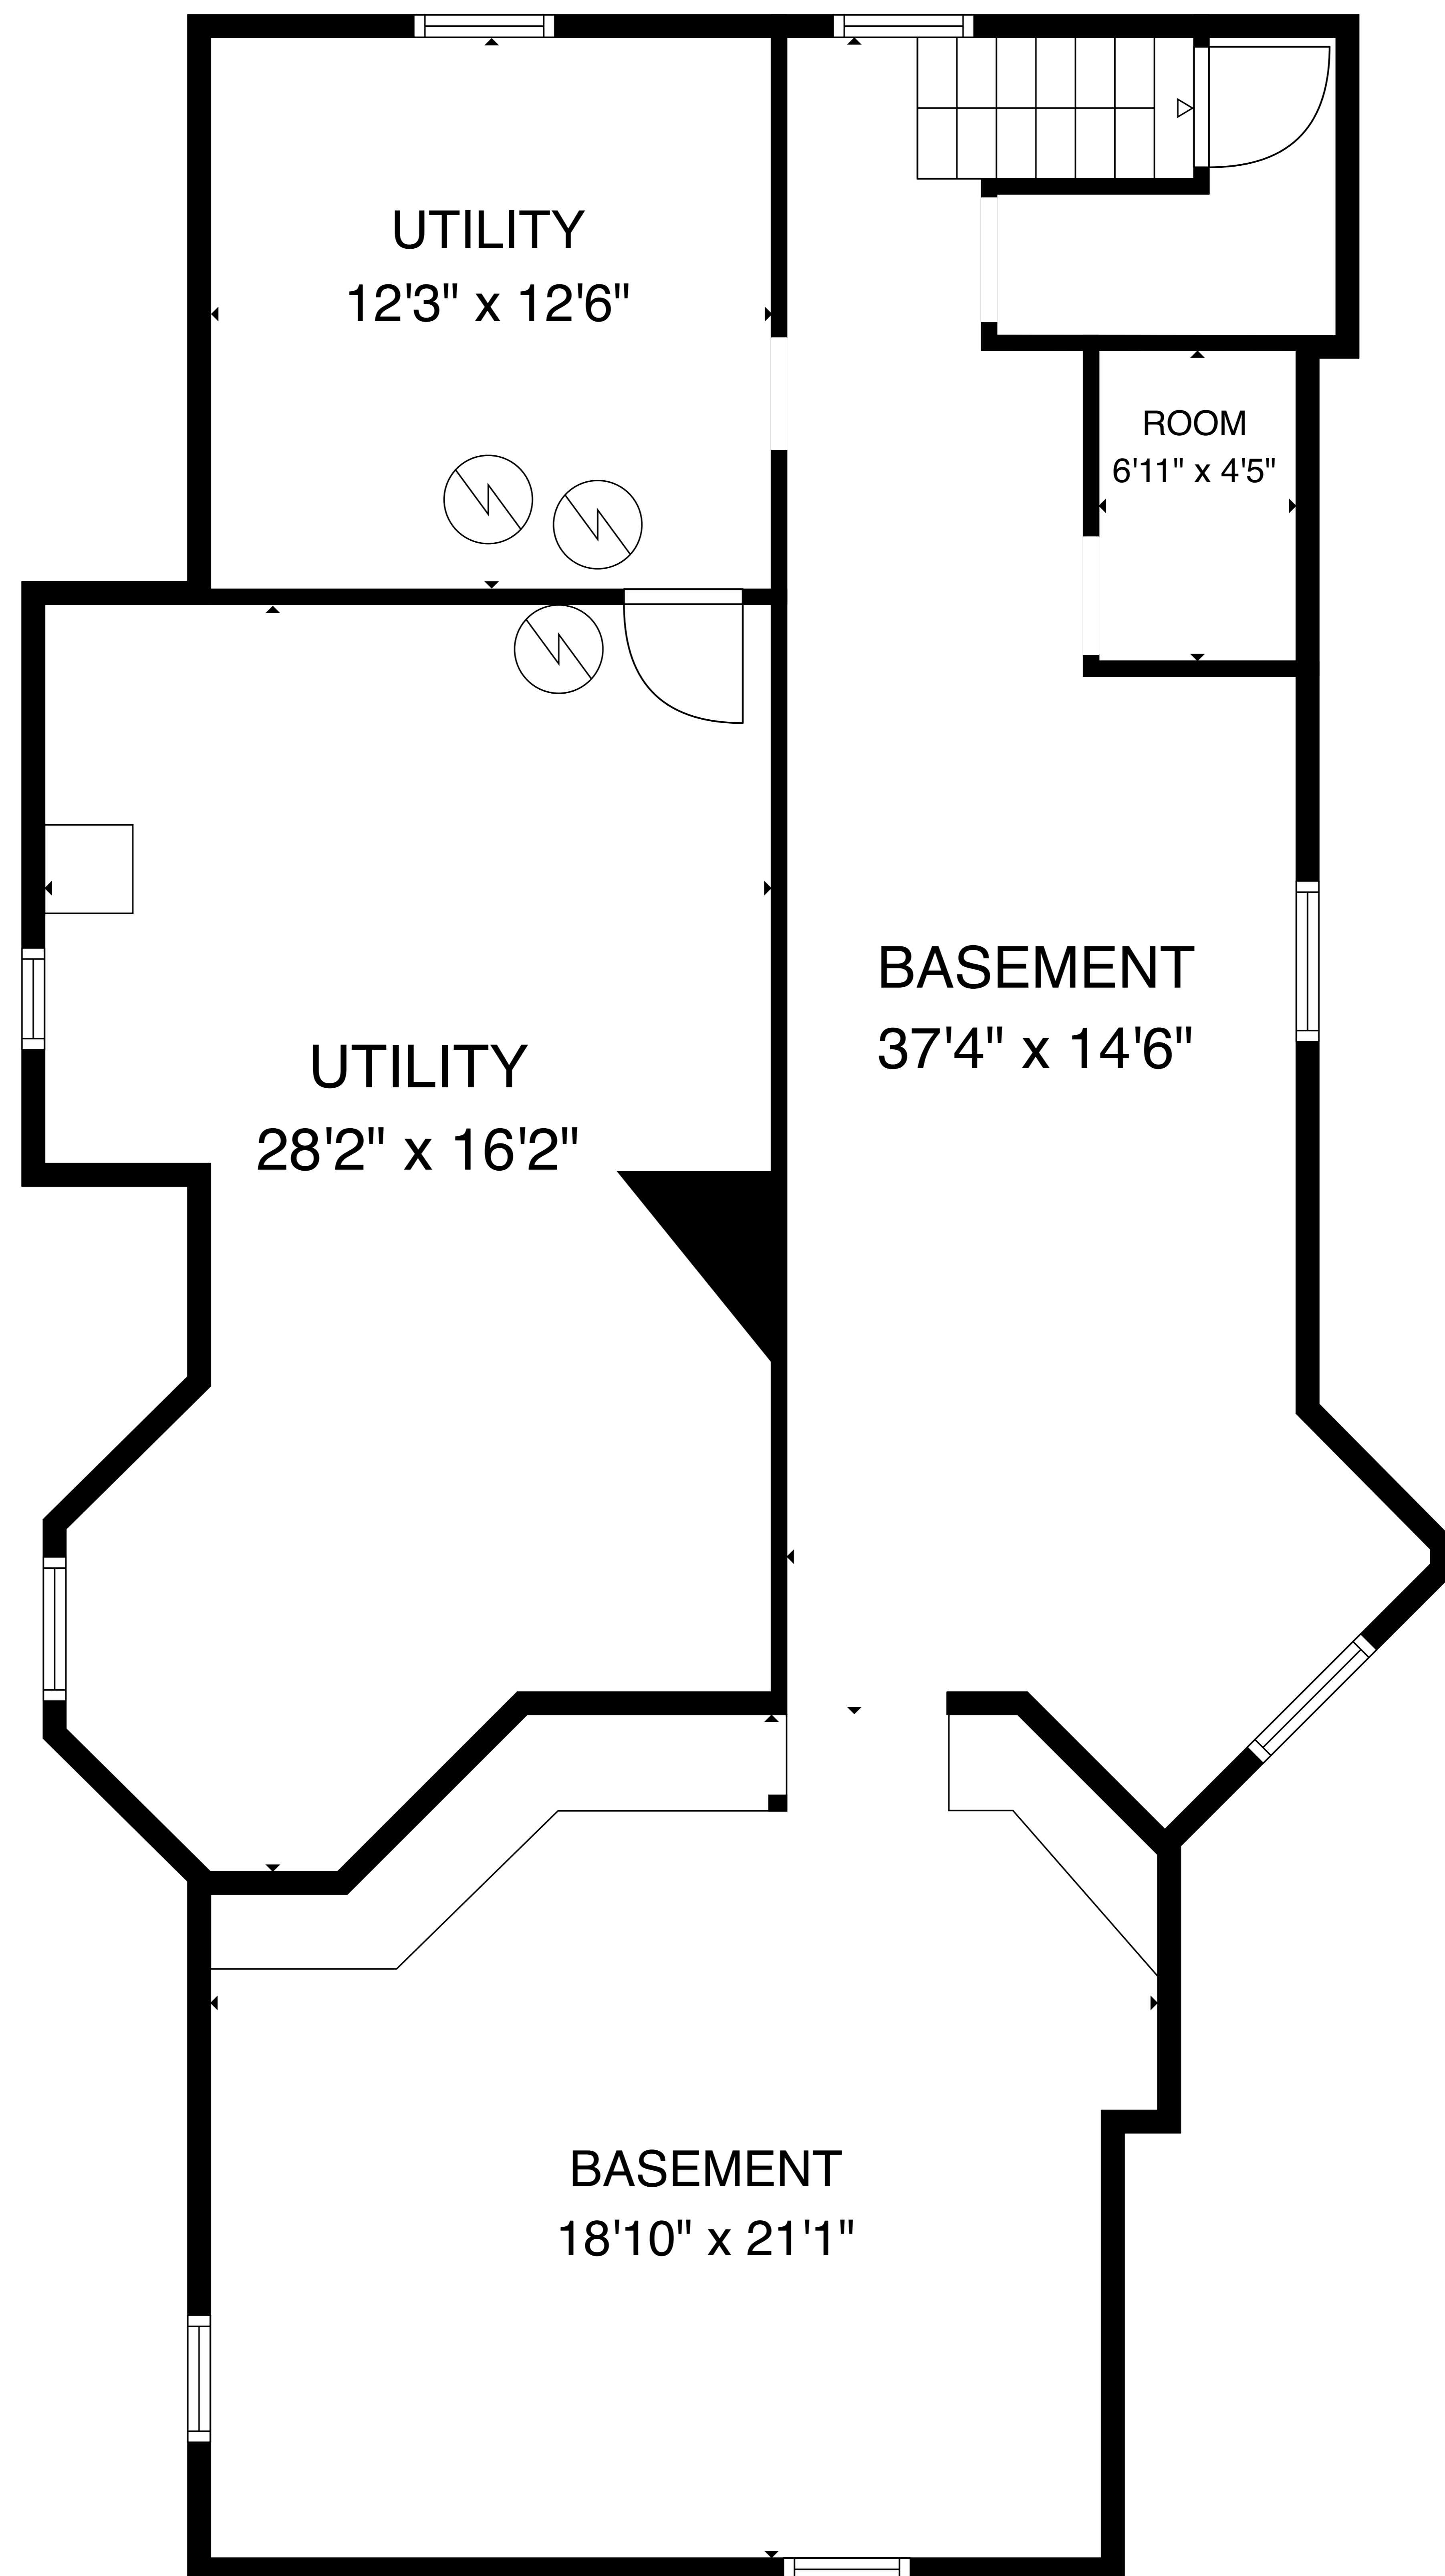 UTILITY
12'3" x 12'6"
ROOM
6'11" x 4'5"
BASEMENT
37'4" x 14'6"
UTILITY
28'2" x 16'2"
BASEMENT
18'10" x 21'1"